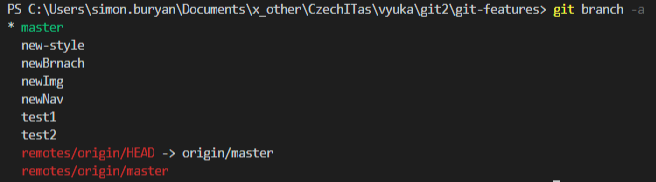 PS C:\Users\simon.buryan\Documents\x_other\CzechITas\vyuka\git2\git-features> git branch -a
* master
new-style
newBrnach
newImg
newNav
test1
test2
remotes/origin/HEAD -> origin/master
remotes/origin/master